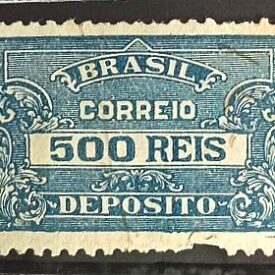 BRASIL
CORREIO
500 REIS
DEPOSITO